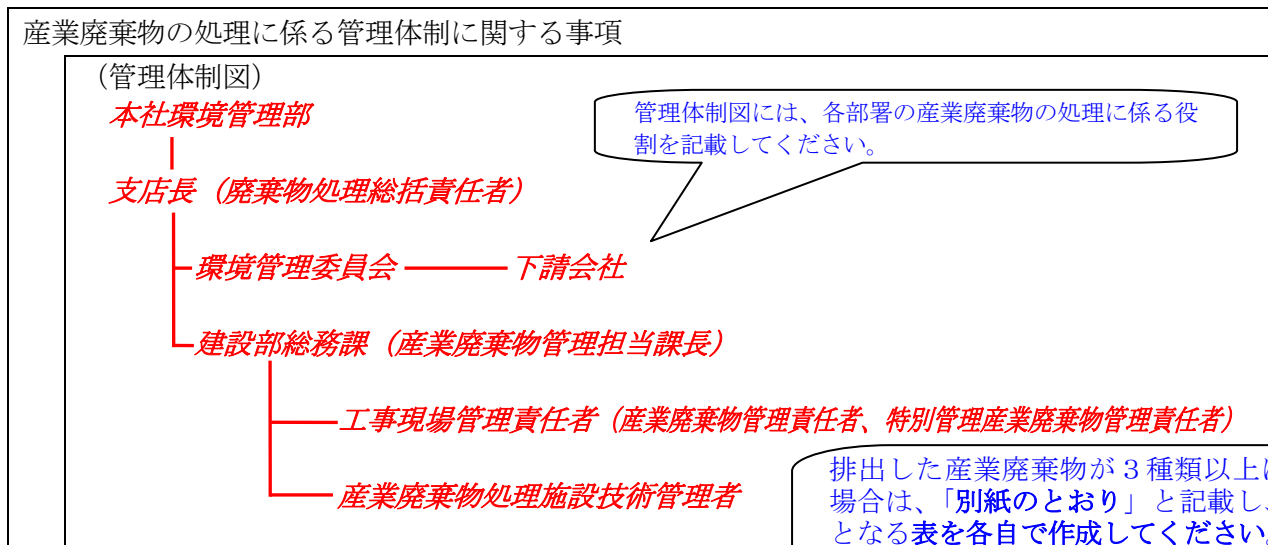 産業廃棄物の処理に係る管理体制に関する事項
（管理体制図）
本社環境管理部
管理体制図には、各部署の産業廃棄物の処理に係る役
割を記載してください。
支店長（廃棄物処理総括責任者）
環境管理委員会
下請会社
建設部総務課（産業廃棄物管理担当課長）
工事現場管理責任者（産業廃棄物管理責任者、特別管理産業廃棄物管理責任者）
産業廃棄物処理施設技術管理者
排出した産業廃棄物が３種類以上
場合は、「別紙のとおり」と記載し、
となる表を各自で作成してください。